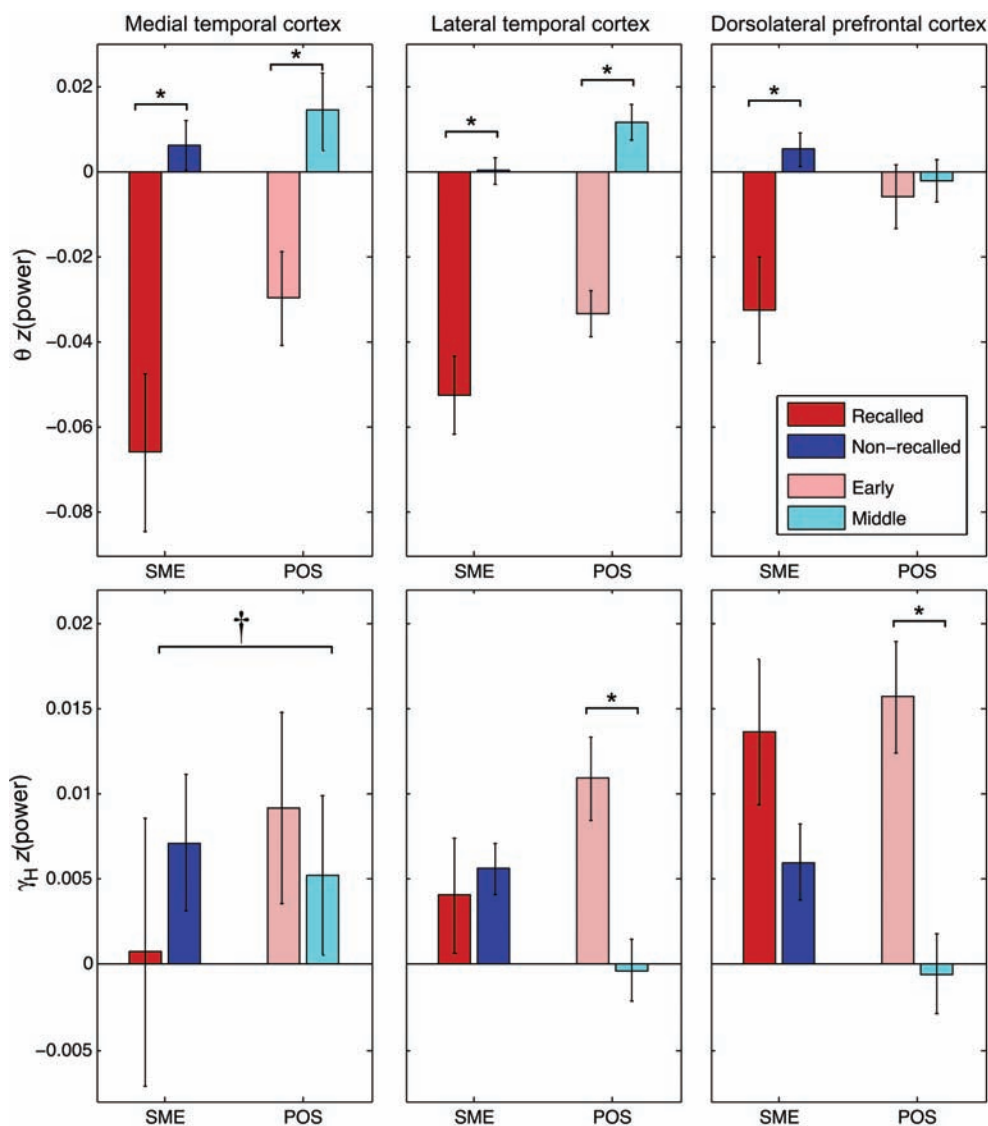 Medial temporal cortex
Lateral temporal cortex
Dorsolateral prefrontal cortex
θ z(power)
0.02
0
−0.02
−0.04
−0.06
−0.08
*
*
*
*
*
Recalled
Non−recalled
Early
Middle
SME
POS
SME
POS
SME
POS
γH z(power)
0.02
0.015
0.01
0.005
0
−0.005
†
*
*
SME
POS
SME
POS
SME
POS